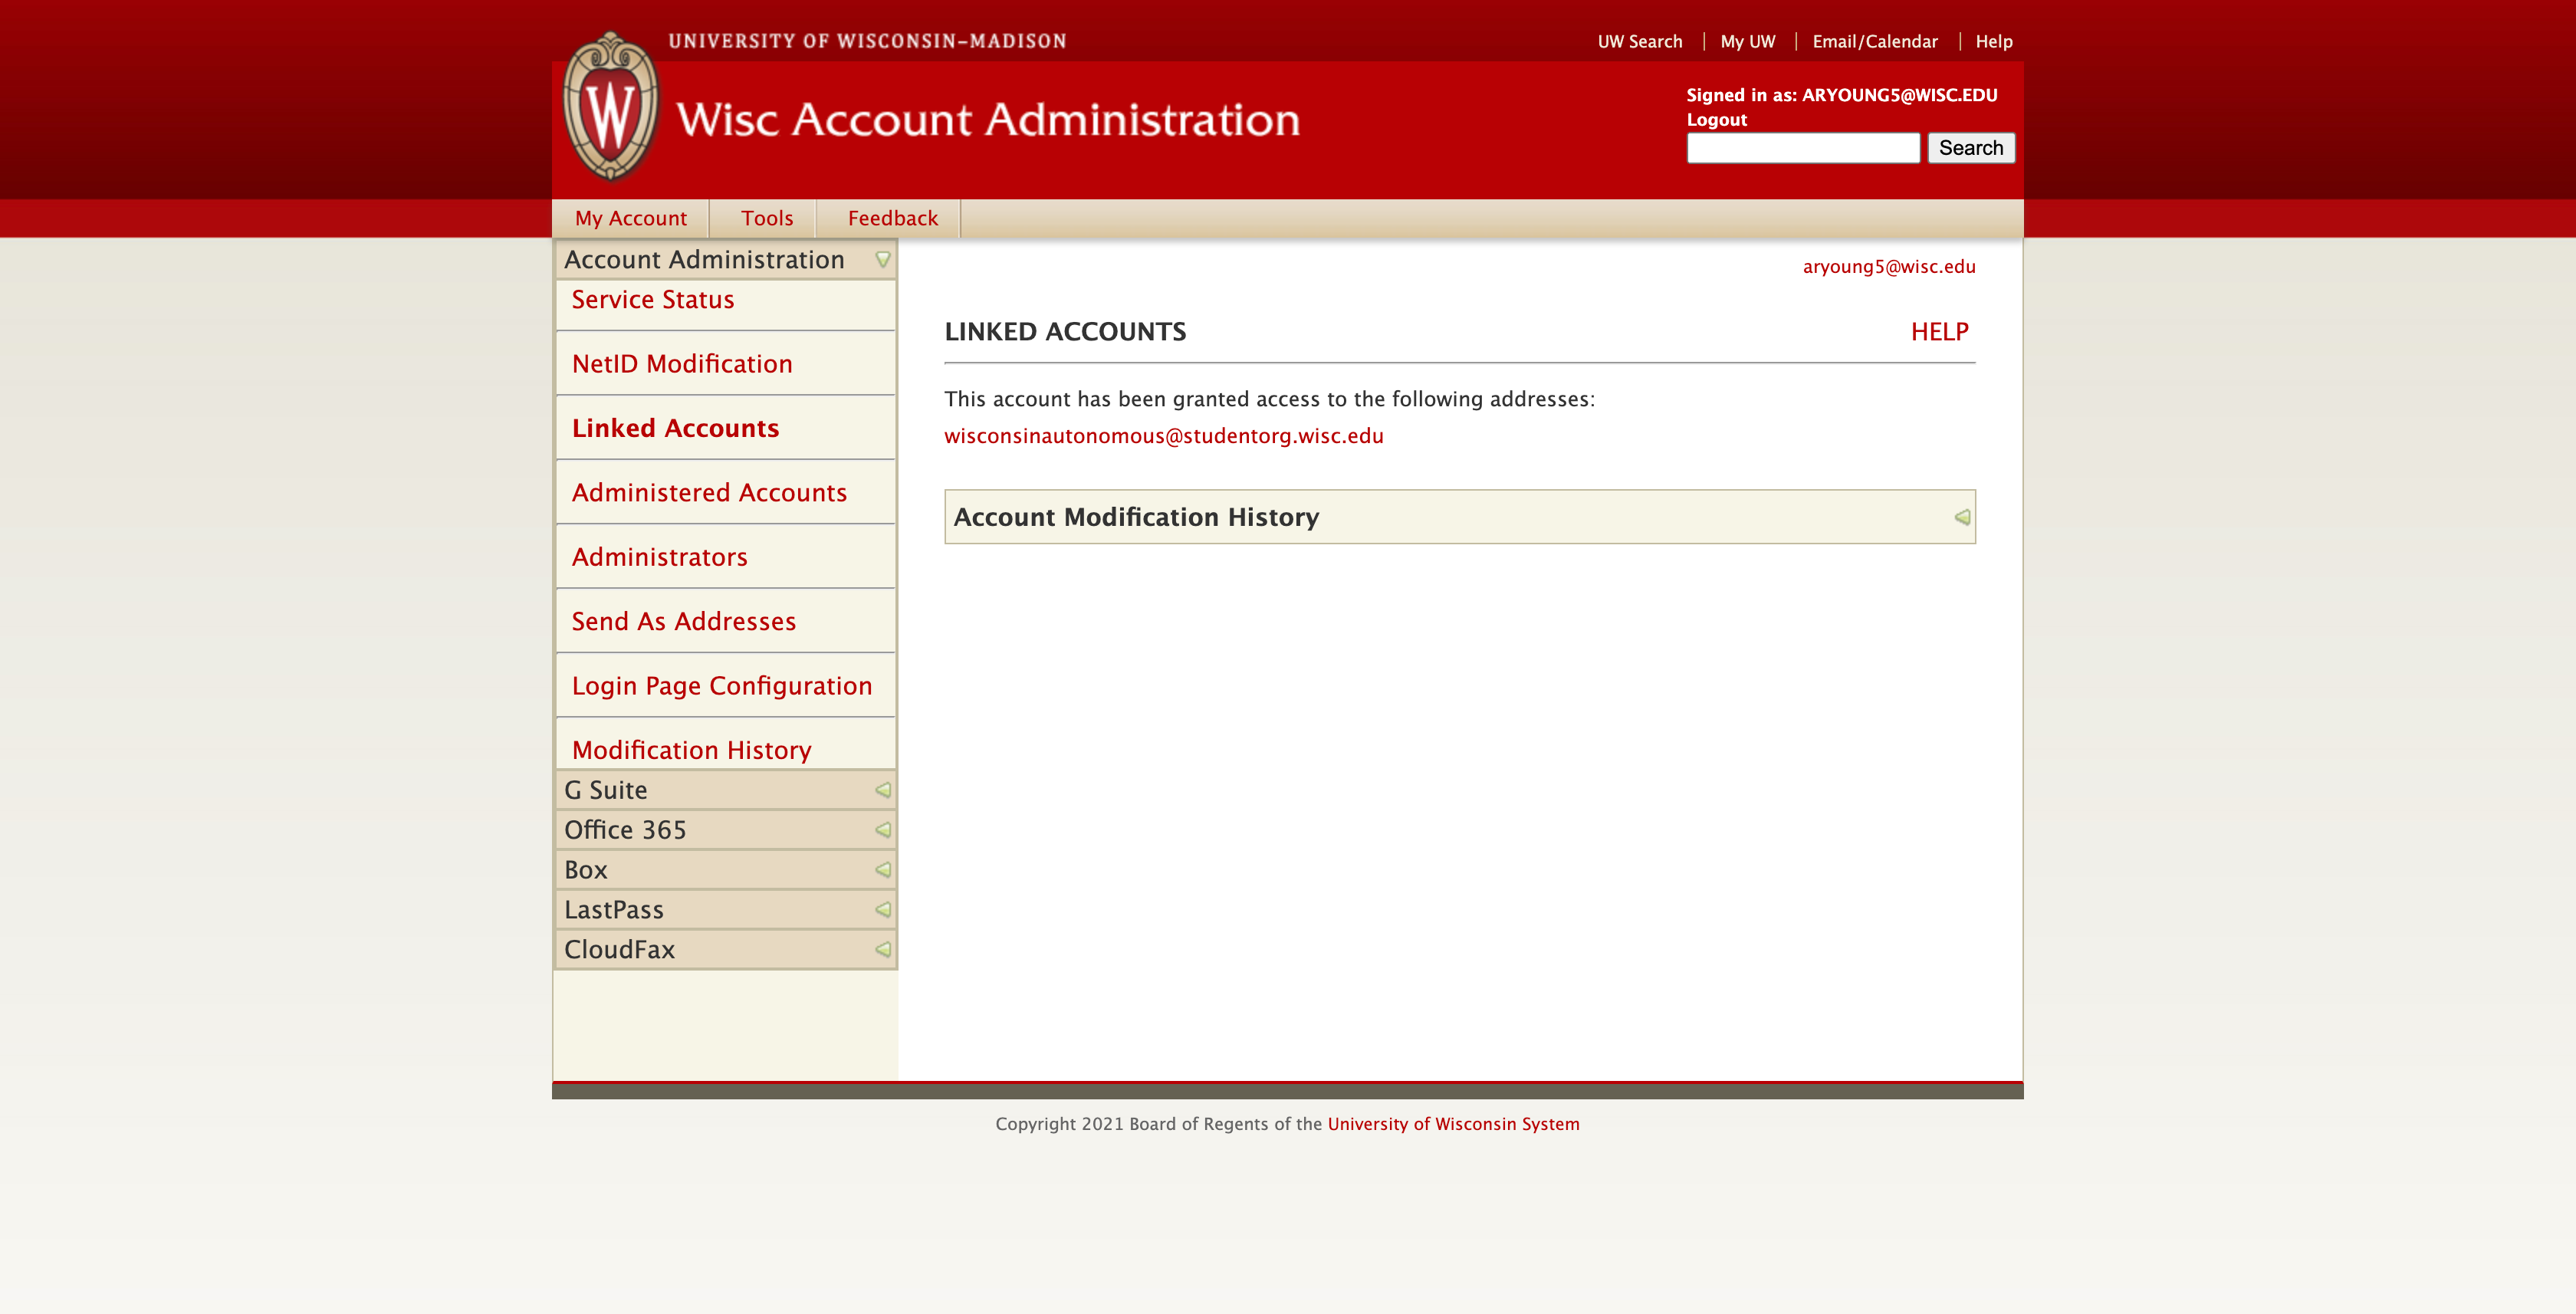 UNIVERSITY OF WISCONSIN–MADISON
UW Search My UW Email/Calendar Help
W
Wisc Account Administration
Signed in as: ARYOUNG5@WISC.EDU
Logout
Search
My Account Tools Feedback
Account Administration
Service Status
NetID Modification
Linked Accounts
Administered Accounts
Administrators
Send As Addresses
Login Page Configuration
Modification History
G Suite
Office 365
Box
LastPass
CloudFax
aryoung5@wisc.edu
LINKED ACCOUNTS HELP
This account has been granted access to the following addresses:
wisconsinautonomous@studentorg.wisc.edu
Account Modification History
Copyright 2021 Board of Regents of the University of Wisconsin System